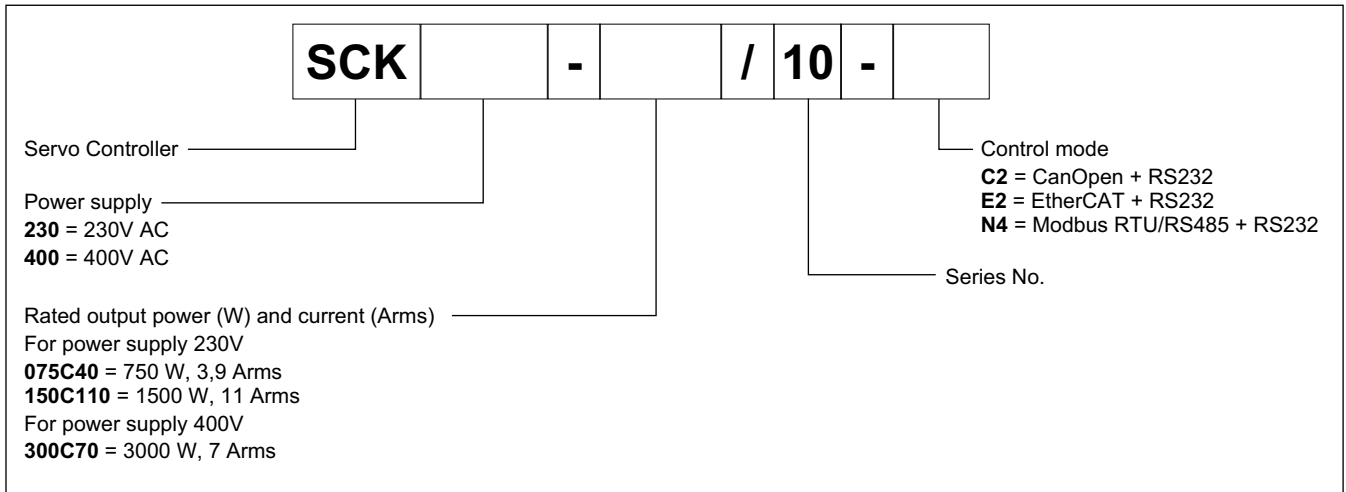 SCK - / 10 -
Servo Controller
Power supply
230 = 230V AC
400 = 400V AC
Rated output power (W) and current (Arms)
For power supply 230V
075C40 = 750 W, 3,9 Arms
150C110 = 1500 W, 11 Arms
For power supply 400V
300C70 = 3000 W, 7 Arms
Control mode
C2 = CanOpen + RS232
E2 = EtherCAT + RS232
N4 = Modbus RTU/RS485 + RS232
Series No.